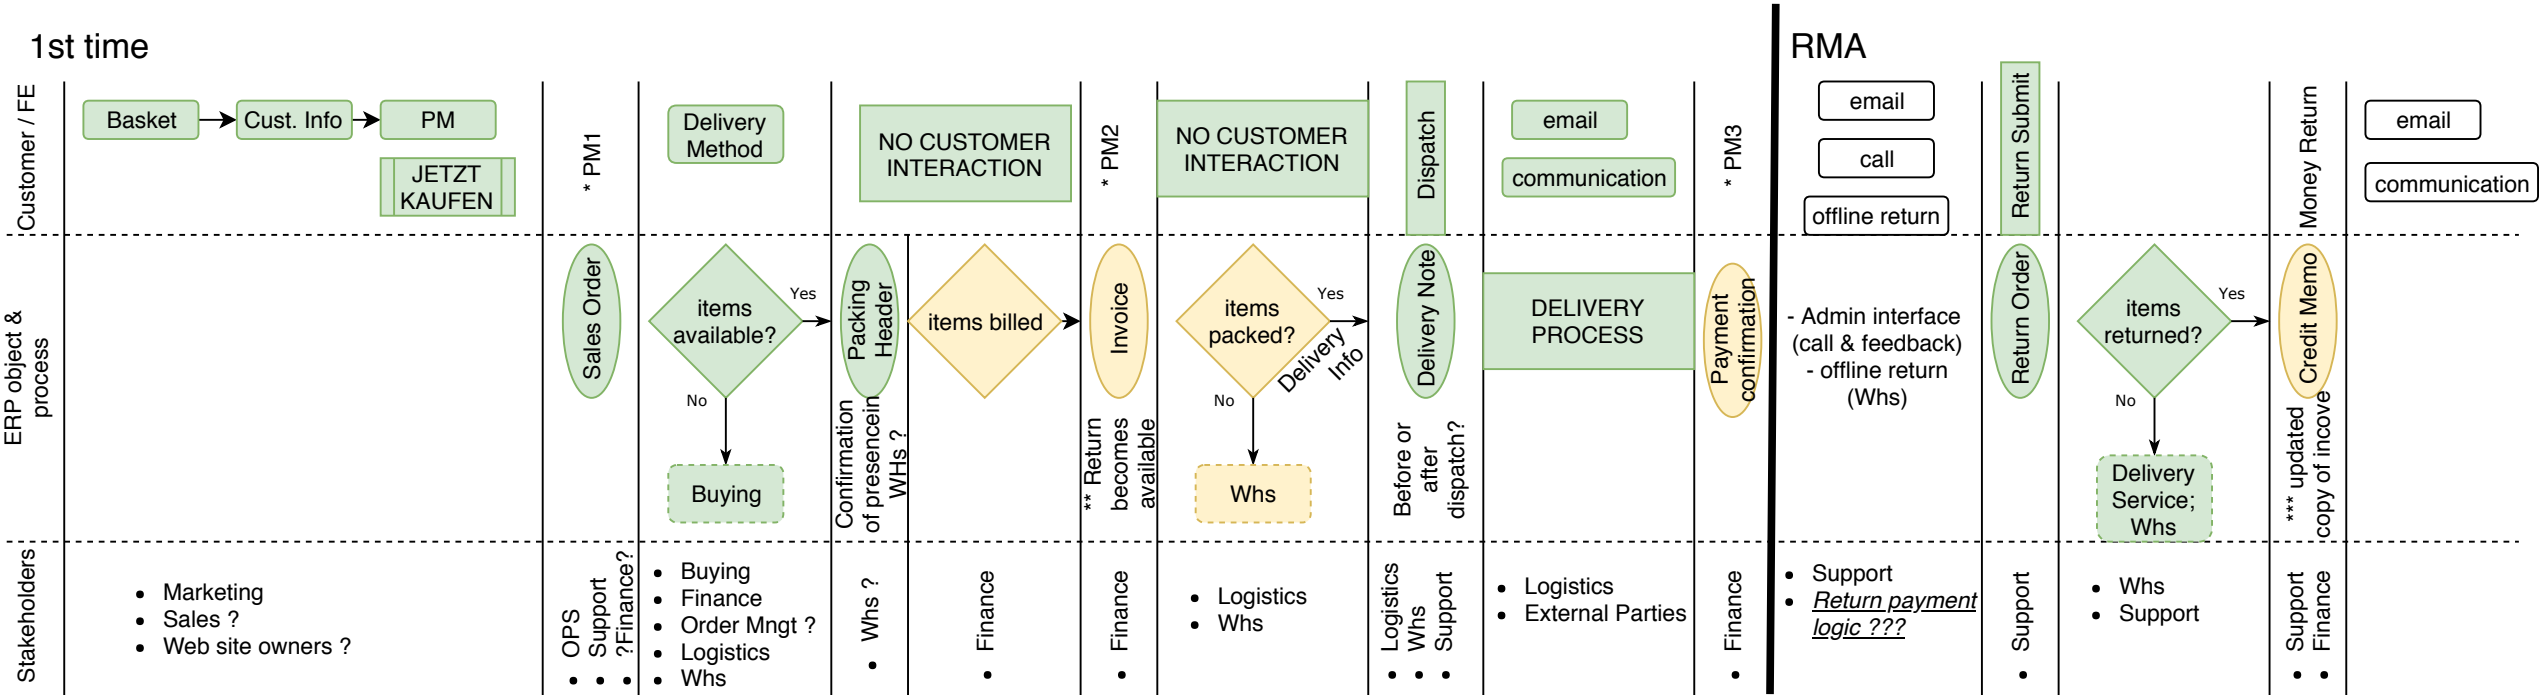 1st time
RMA
Customer / FE
Basket
Cust. Info
PM
JETZT
KAUFEN
* PM1
Delivery
Method
NO CUSTOMER
INTERACTION
* PM2
NO CUSTOMER
INTERACTION
Dispatch
email
communication
* PM3
email
call
offline return
Return Submit
Money Return
email
communication
ERP object &
process
Sales Order
items
available?
Yes
No
Buying
Packing
Header
Confirmation
of presencein
WHs ?
items billed
Invoice
** Return
becomes
available
items
packed?
Yes
Delivery
Info
No
Whs
Delivery Note
Before or
after
dispatch?
DELIVERY
PROCESS
Payment
confirmation
- Admin interface
(call & feedback)
- offline return
(Whs)
Return Order
items
returned?
Yes
No
Delivery
Service;
Whs
Credit Memo
*** updated
copy of incove
Stakeholders
• Marketing
• Sales ?
• Web site owners ?
• OPS
• Support
• ?Finance?
• Buying
• Finance
• Order Mngt ?
• Logistics
• Whs
• Whs ?
• Finance
• Finance
• Logistics
• Whs
• Logistics
• Whs
• Support
• Logistics
• External Parties
• Finance
• Support
• Return payment
logic ???
• Support
• Whs
• Support
• Support
• Finance